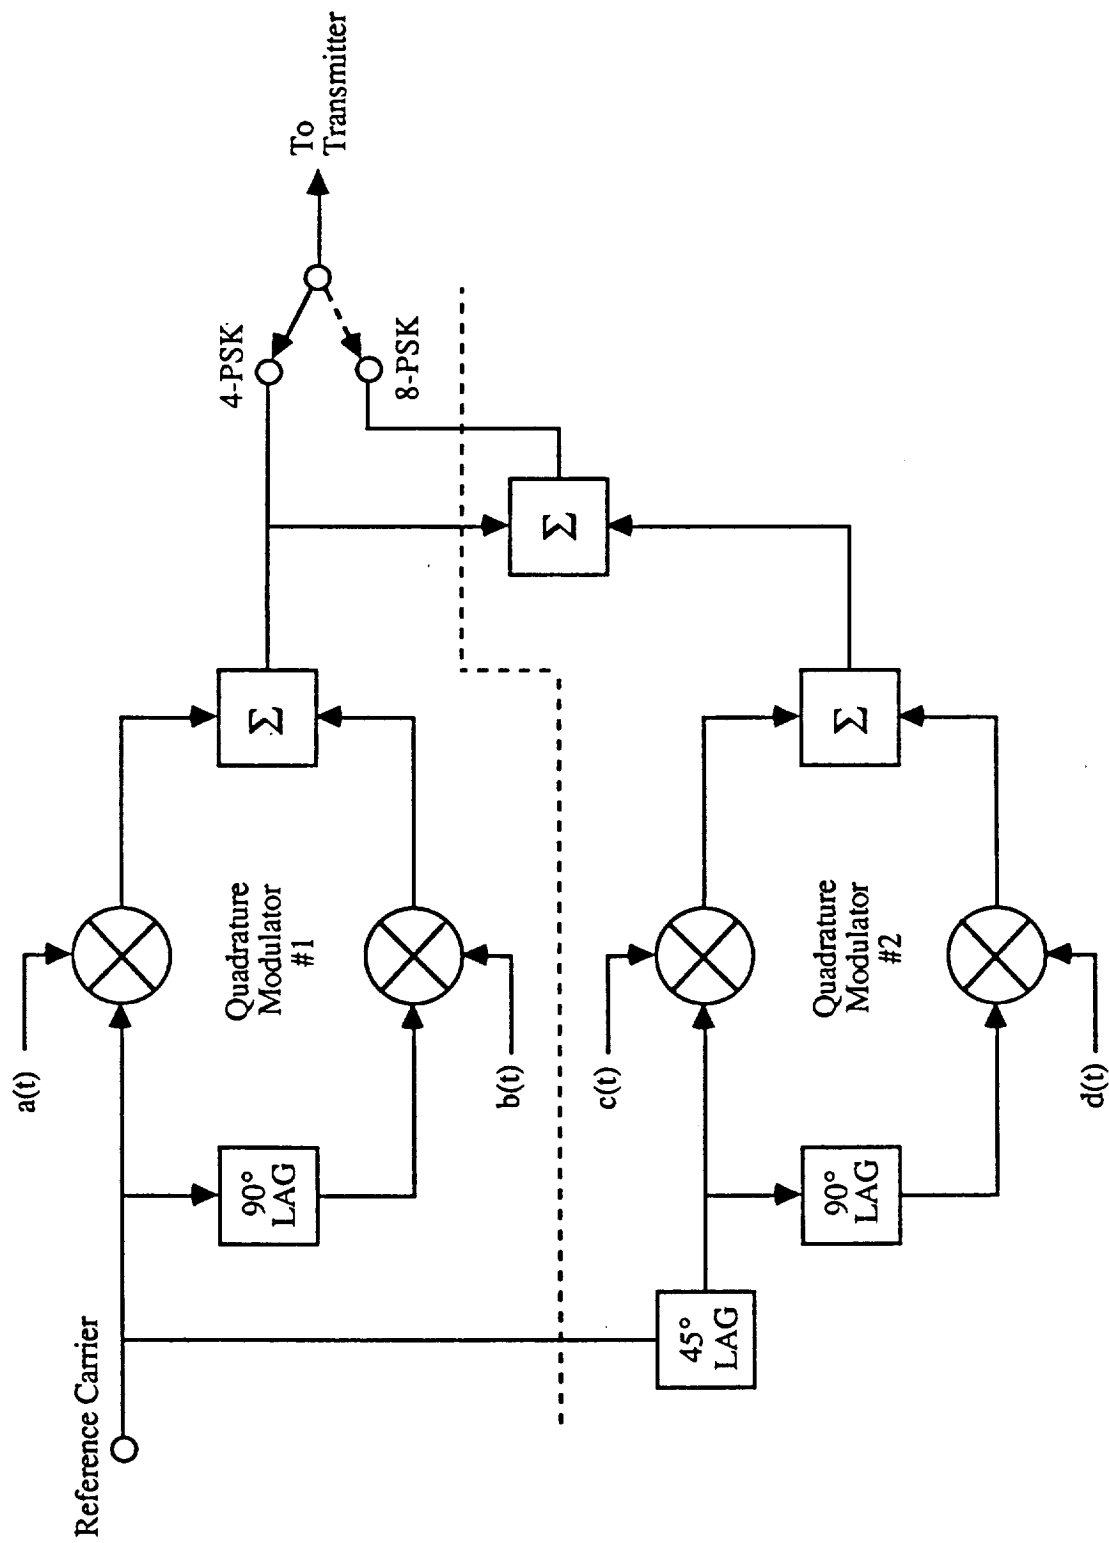 Reference Carrier
a(t)
90°
LAG
Quadrature
Modulator
#1
Σ
b(t)
4-PSK
8-PSK
To
Transmitter
Σ
45°
LAG
c(t)
90°
LAG
Quadrature
Modulator
#2
Σ
d(t)